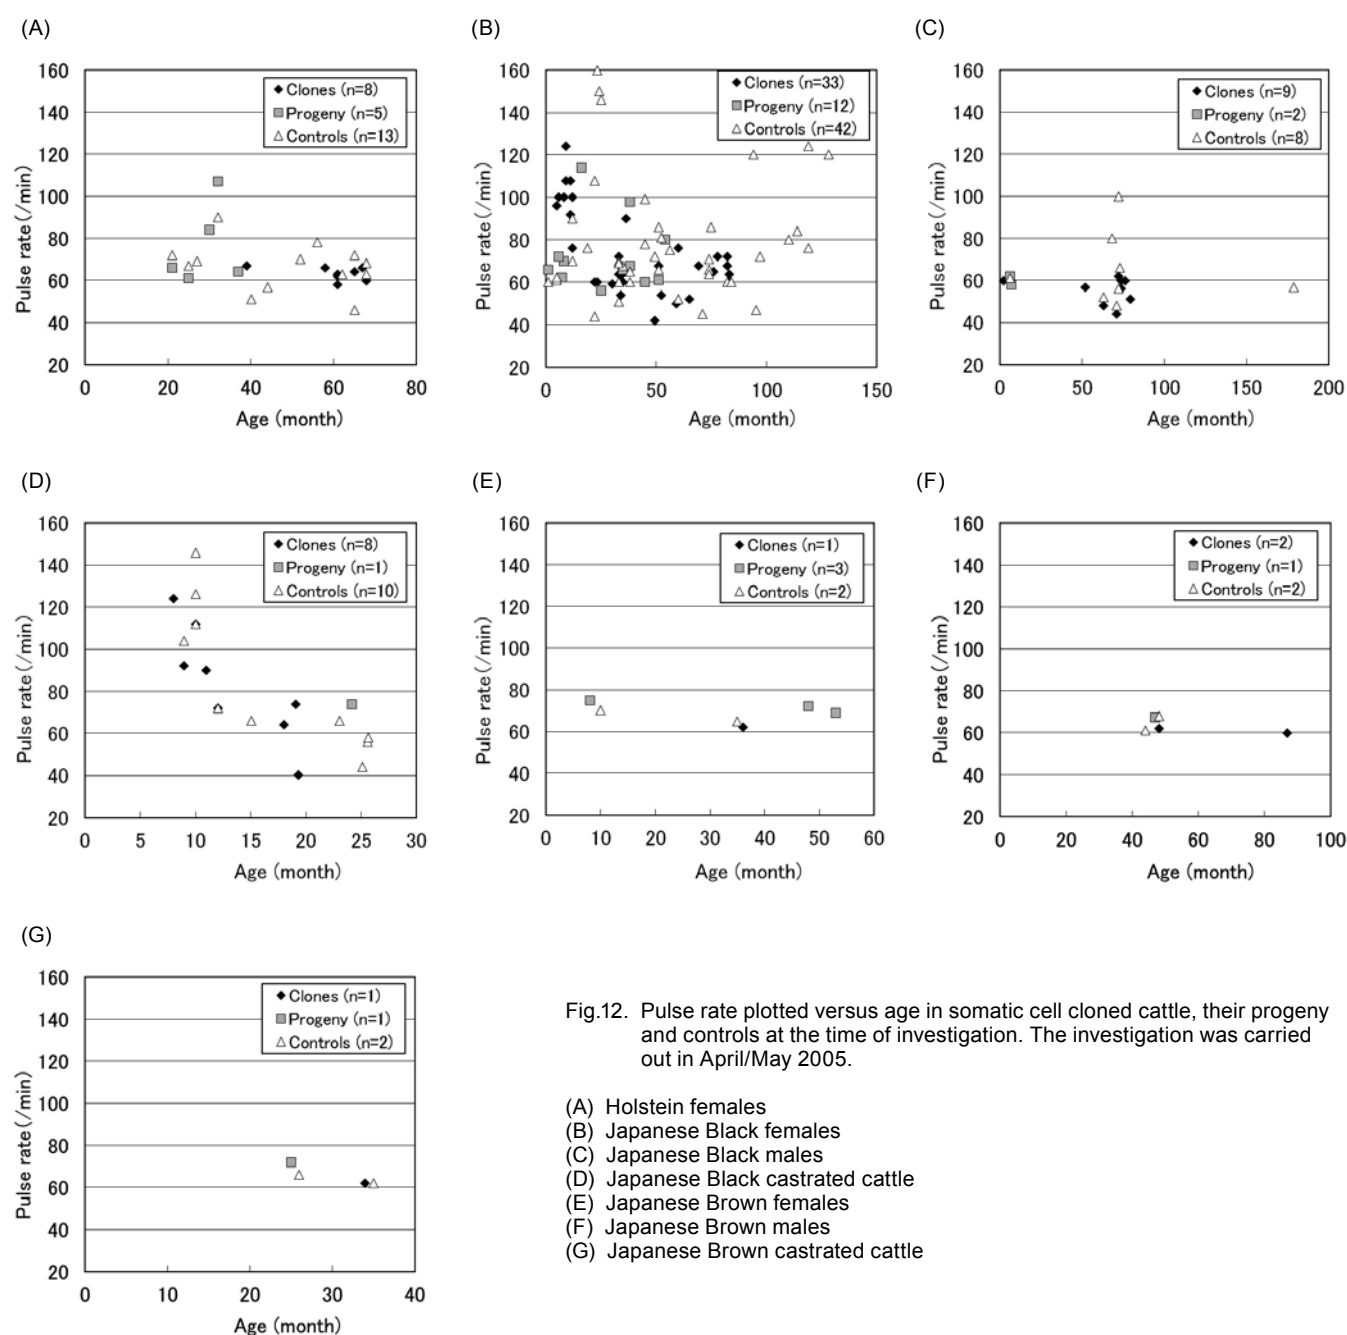 (A)
160
140
120
100
80
60
40
20
0
20
40
60
80
Pulse rate(/min)
Age (month)
Clones (n=8)
Progeny (n=5)
Controls (n=13)
(B)
160
140
120
100
80
60
40
20
0
50
100
150
Pulse rate(/min)
Age (month)
Clones (n=33)
Progeny (n=12)
Controls (n=42)
(C)
160
140
120
100
80
60
40
20
0
50
100
150
200
Pulse rate(/min)
Age (month)
Clones (n=9)
Progeny (n=2)
Controls (n=8)
(D)
160
140
120
100
80
60
40
20
0
5
10
15
20
25
30
Pulse rate(/min)
Age (month)
Clones (n=8)
Progeny (n=1)
Controls (n=10)
(E)
160
140
120
100
80
60
40
20
0
10
20
30
40
50
60
Pulse rate(/min)
Age (month)
Clones (n=1)
Progeny (n=3)
Controls (n=2)
(F)
160
140
120
100
80
60
40
20
0
20
40
60
80
100
Pulse rate(/min)
Age (month)
Clones (n=2)
Progeny (n=1)
Controls (n=2)
(G)
160
140
120
100
80
60
40
20
0
10
20
30
40
Pulse rate(/min)
Age (month)
Clones (n=1)
Progeny (n=1)
Controls (n=2)
Fig.12. Pulse rate plotted versus age in somatic cell cloned cattle, their progeny
and controls at the time of investigation. The investigation was carried
out in April/May 2005.
(A) Holstein females
(B) Japanese Black females
(C) Japanese Black males
(D) Japanese Black castrated cattle
(E) Japanese Brown females
(F) Japanese Brown males
(G) Japanese Brown castrated cattle